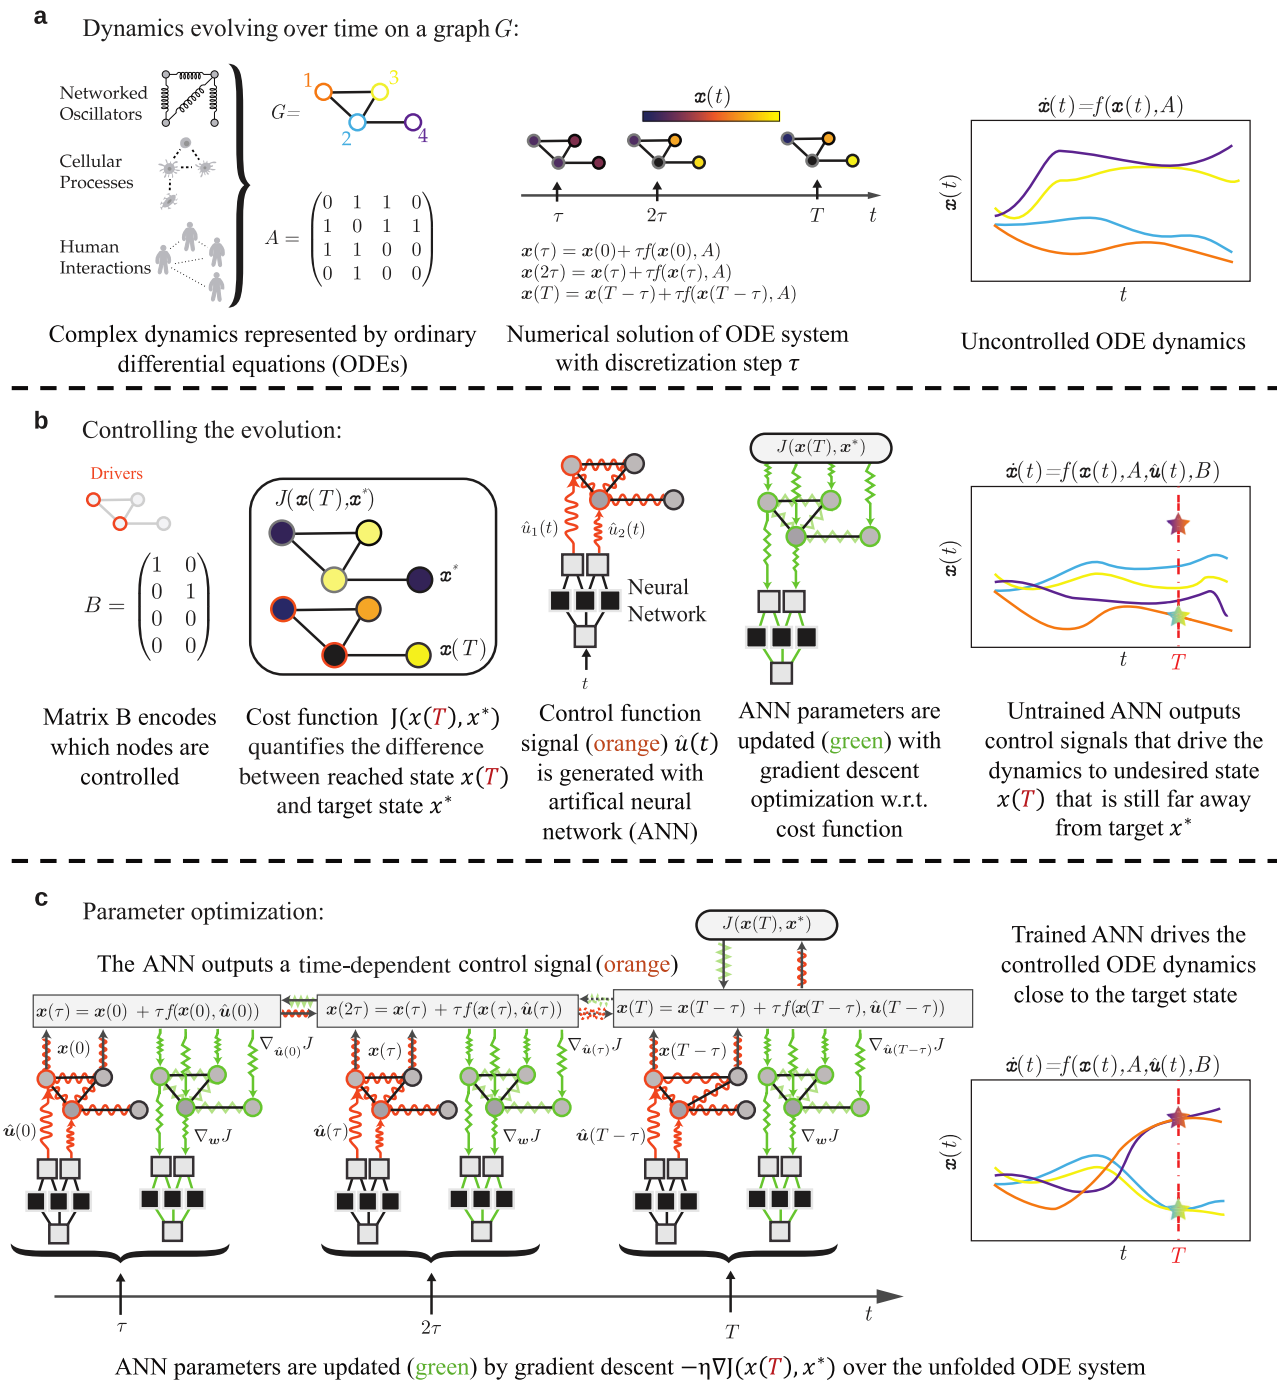 a
Dynamics evolving over time on a graph G:
Networked
Oscillators
Cellular
Processes
Human
Interactions
G=
1
3
2
4
A =
0 1 1 0
1 0 1 1
1 1 0 0
0 1 0 0
Complex dynamics represented by ordinary
differential equations (ODEs)
x(t)
τ
2τ
T
t
x(τ) = x(0)+ τf(x(0), A)
x(2τ) = x(τ)+τf(x(τ), A)
x(T) = x(T − τ)+τf(x(T − τ), A)
Numerical solution of ODE system
with discretization step τ
ẋ(t)=f(x(t),A)
x(t)
t
Uncontrolled ODE dynamics
b
Controlling the evolution:
Drivers
B =
1 0
0 1
0 0
0 0
Matrix B encodes
which nodes are
controlled
J(x(T),x*)
x*
x(T)
Cost function J(x(T), x*)
quantifies the difference
between reached state x(T)
and target state x*
û₁(t)
û₂(t)
Neural
Network
t
Control function
signal (orange) û(t)
is generated with
artifical neural
network (ANN)
J(x(T), x*)
ANN parameters are
updated (green) with
gradient descent
optimization w.r.t.
cost function
ẋ(t)=f(x(t),A,û(t),B)
x(t)
t
T
Untrained ANN outputs
control signals that drive the
dynamics to undesired state
x(T) that is still far away
from target x*
c
Parameter optimization:
The ANN outputs a time-dependent control signal (orange)
J(x(T), x*)
x(τ) = x(0) + τf(x(0), û(0))
x(2τ) = x(τ) + τf(x(τ), û(τ))
x(T) = x(T − τ) + τf(x(T − τ), û(T − τ))
x(0)
∇û(0)J
x(τ)
∇û(τ)J
x(T − τ)
∇û(T−τ)J
û(0)
∇wJ
û(τ)
∇wJ
û(T − τ)
∇wJ
τ
2τ
T
t
Trained ANN drives the
controlled ODE dynamics
close to the target state
ẋ(t)=f(x(t),A,û(t),B)
x(t)
t
T
ANN parameters are updated (green) by gradient descent −η∇J(x(T), x*) over the unfolded ODE system